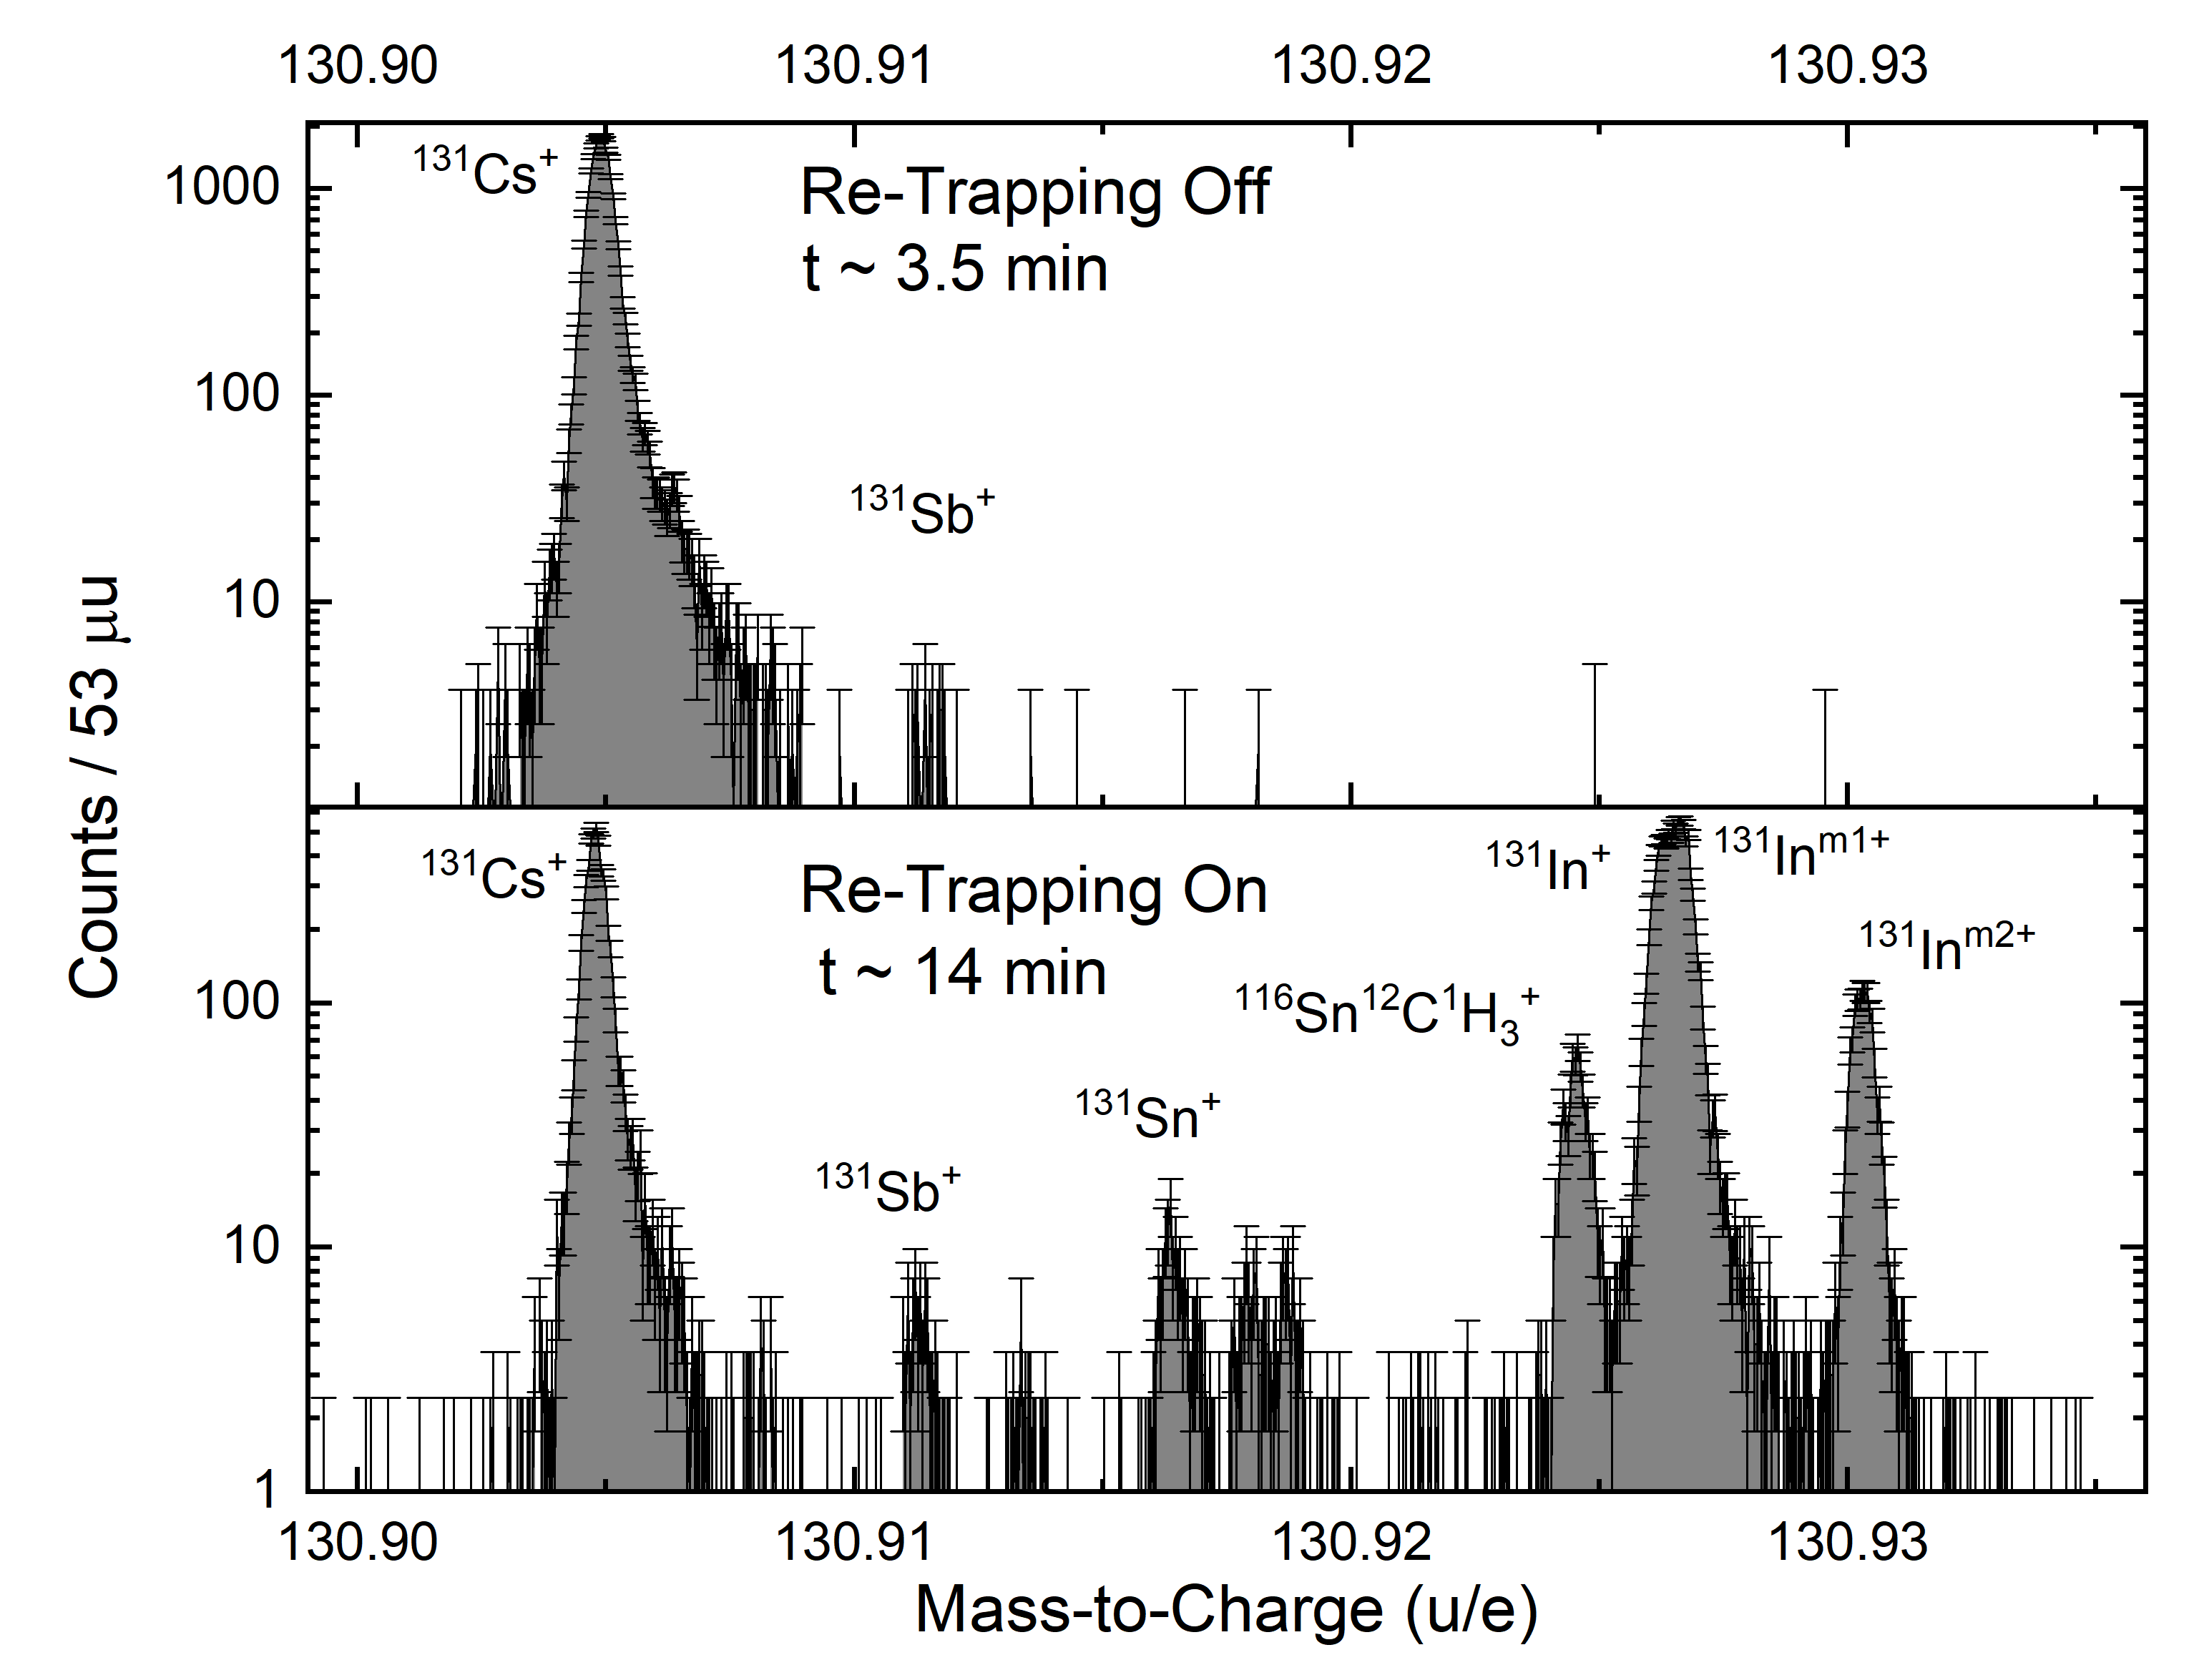 130.90 130.91 130.92 130.93
1000
100
10
¹³¹Cs⁺
Re-Trapping Off
t ~ 3.5 min
¹³¹Sb⁺
Counts / 53 μu
100
10
1
¹³¹Cs⁺
Re-Trapping On
t ~ 14 min
¹³¹Sb⁺
¹³¹Sn⁺
¹¹⁶Sn¹²C¹H₃⁺
¹³¹In⁺
¹³¹Inᵐ¹⁺
¹³¹Inᵐ²⁺
130.90 130.91 130.92 130.93
Mass-to-Charge (u/e)